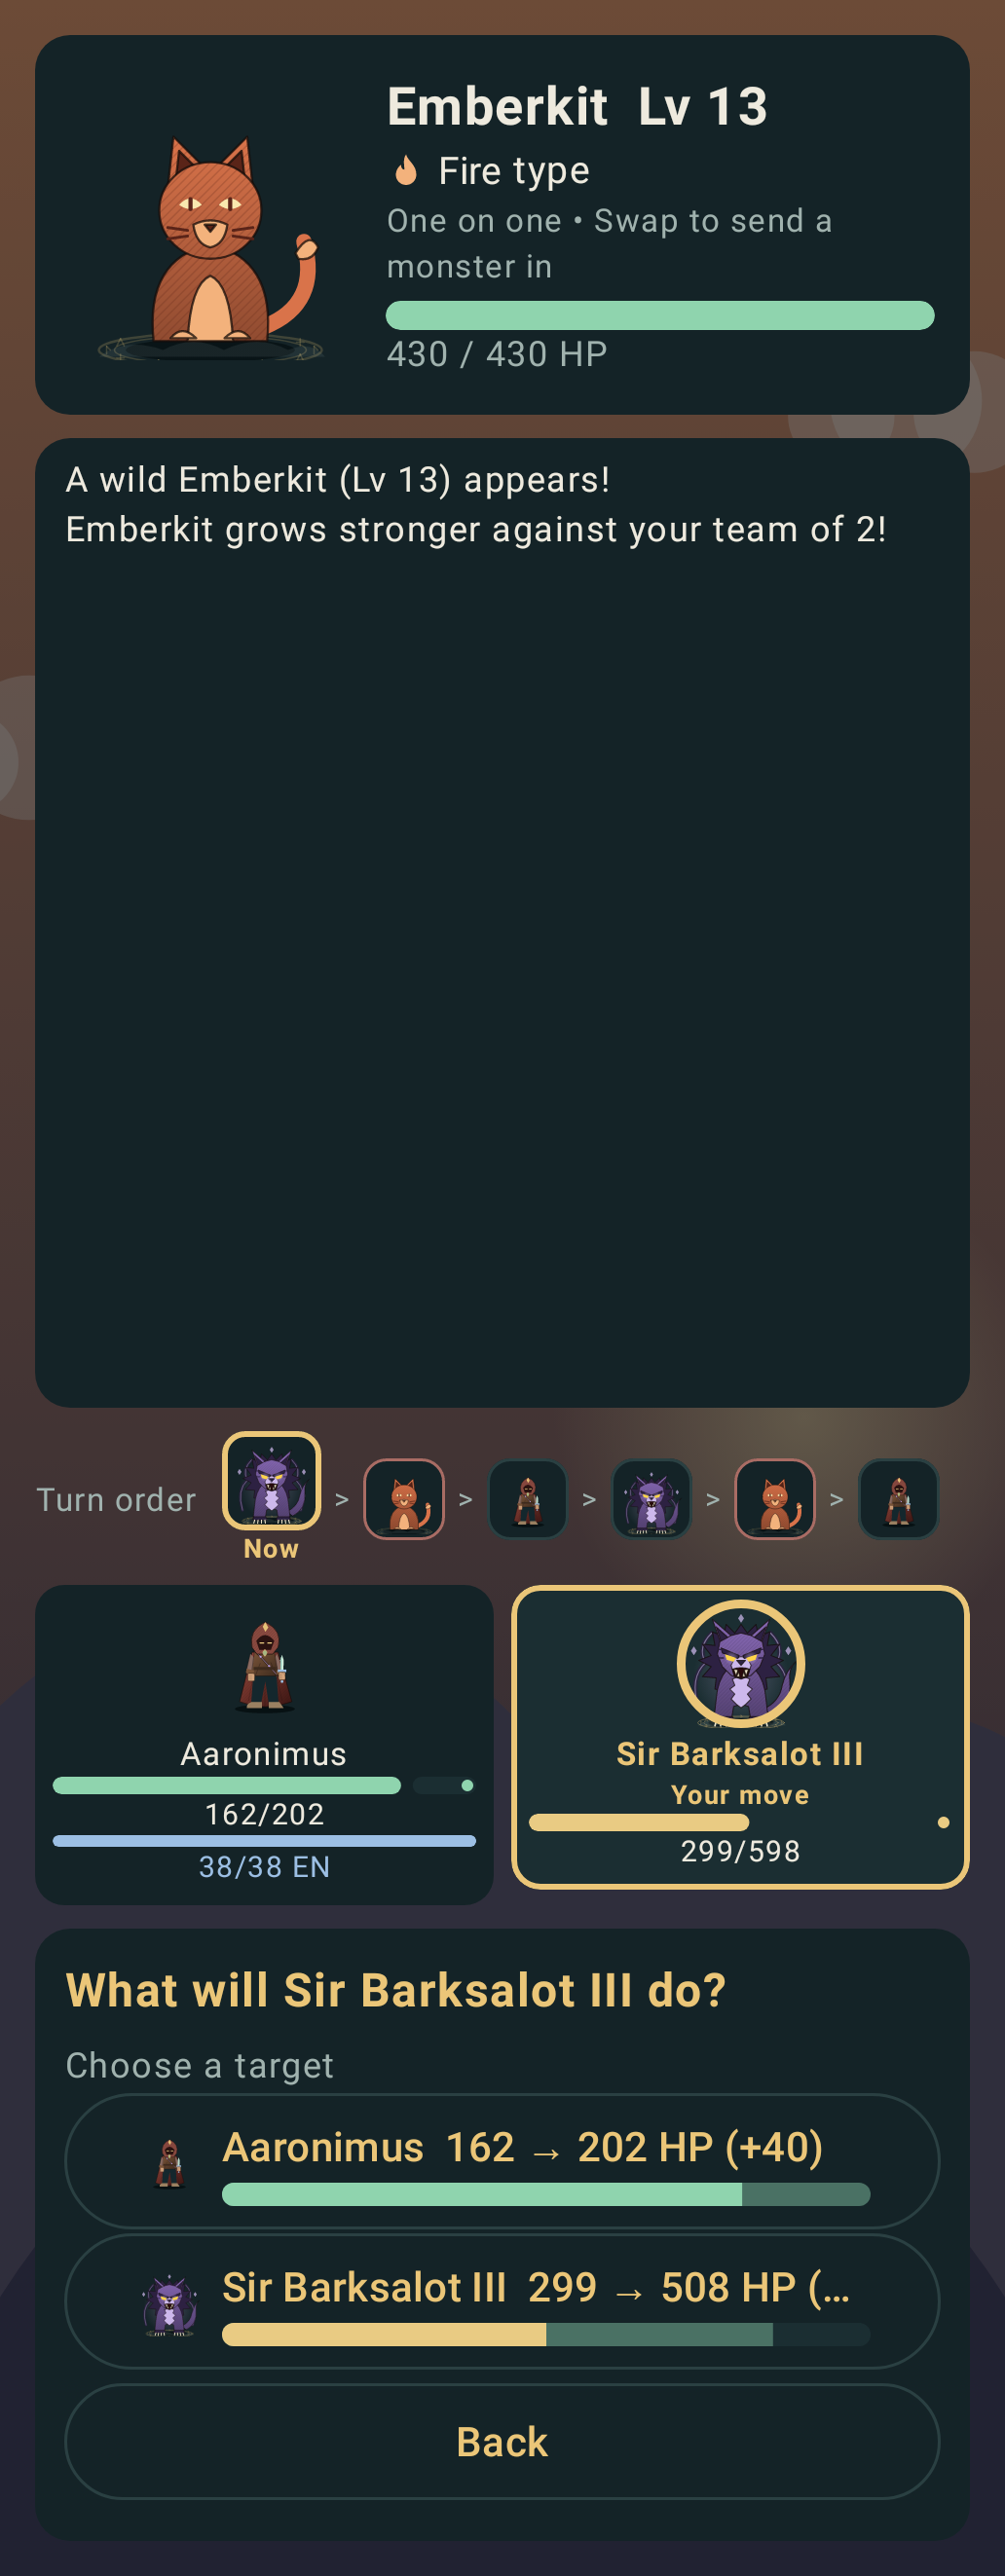 Emberkit Lv 13
Fire type
One on one • Swap to send a
monster in
430 / 430 HP
A wild Emberkit (Lv 13) appears!
Emberkit grows stronger against your team of 2!
Turn order > > > > >
Now
Aaronimus
162/202
38/38 EN
Sir Barksalot III
Your move
299/598
What will Sir Barksalot III do?
Choose a target
Aaronimus 162 → 202 HP (+40)
Sir Barksalot III 299 → 508 HP (…
Back